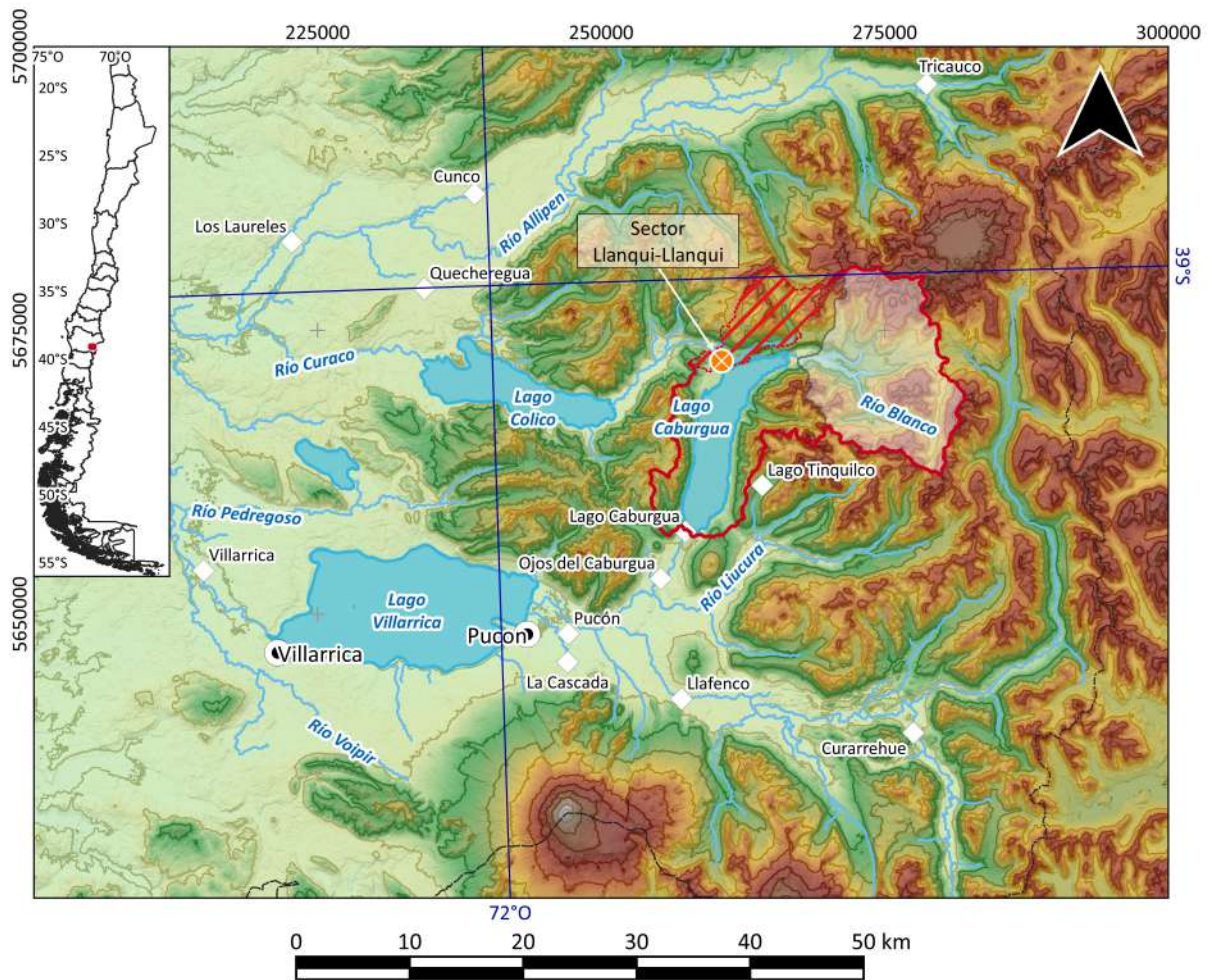 225000
250000
275000
300000
5700000
75°O
70°O
20°S
25°S
30°S
35°S
40°S
45°S
50°S
55°S
Tricauco
Cunco
Río Allipen
Los Laureles
Sector
Llanqui-Llanqui
Quecheregua
39°S
5675000
Río Curaco
Lago
Colico
Lago
Caburgua
Río Blanco
Lago Tinquilco
Río Pedregoso
Lago Caburgua
Villarrica
Ojos del Caburgua
Río Liucura
5650000
Lago
Villarrica
Pucón
Pucon
Villarrica
La Cascada
Llafenco
Río Voipir
Curarrehue
72°O
0
10
20
30
40
50 km